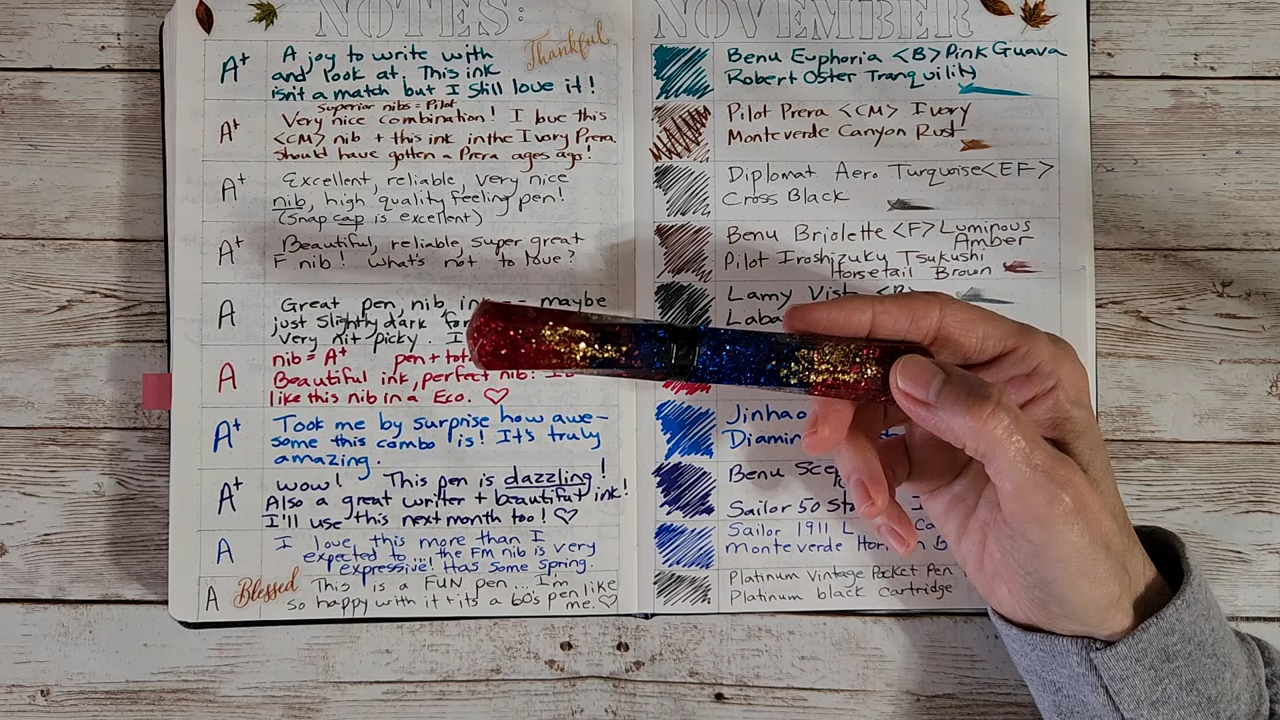 NOTES:
Thankful
A+
A joy to write with
and look at. This ink
isn't a match but I still love it!
A+
superior nibs = Pilot
Very nice combination! I love this
<CM> nib + this ink in the Ivory Prera
should have gotten a Prera ages ago!
A+
Excellent, reliable, very nice
nib, high quality feeling pen!
(Snap cap is excellent)
A+
Beautiful, reliable, super great
F nib! What's not to love?
A
Great pen, nib, maybe
just slightly dark
very nit picky. I
A
nib = A+ pen +
Beautiful ink, perfect nib.
like this nib in a Eco. ♡
A+
Took me by surprise how awe-
some this combo is! It's truly
amazing.
A+
Wow! This pen is dazzling!
Also a great writer + beautiful ink!
I'll use this next month too! ♡
A
I love this more than I
expected to... the FM nib is very
expressive! Has some spring.
A
Blessed
This is a FUN pen... I'm
so happy with it + its a 60's pen like
me. ♡
NOVEMBER
Benu Euphoria <B> Pink Guava
Robert Oster Tranquility
Pilot Prera <CM> Ivory
Monteverde Canyon Rust
Diplomat Aero Turquoise <EF>
Cross Black
Benu Briolette <F> Luminous
Amber
Pilot Iroshizuku Tsukushi
Horsetail Brown
Lamy Vista <B>
Laba
Jinhao
Diamin
Benu
Sailor 50
Sailor 1911 L
Monteverde
Platinum Vintage Pocket Pen
Platinum black Cartridge